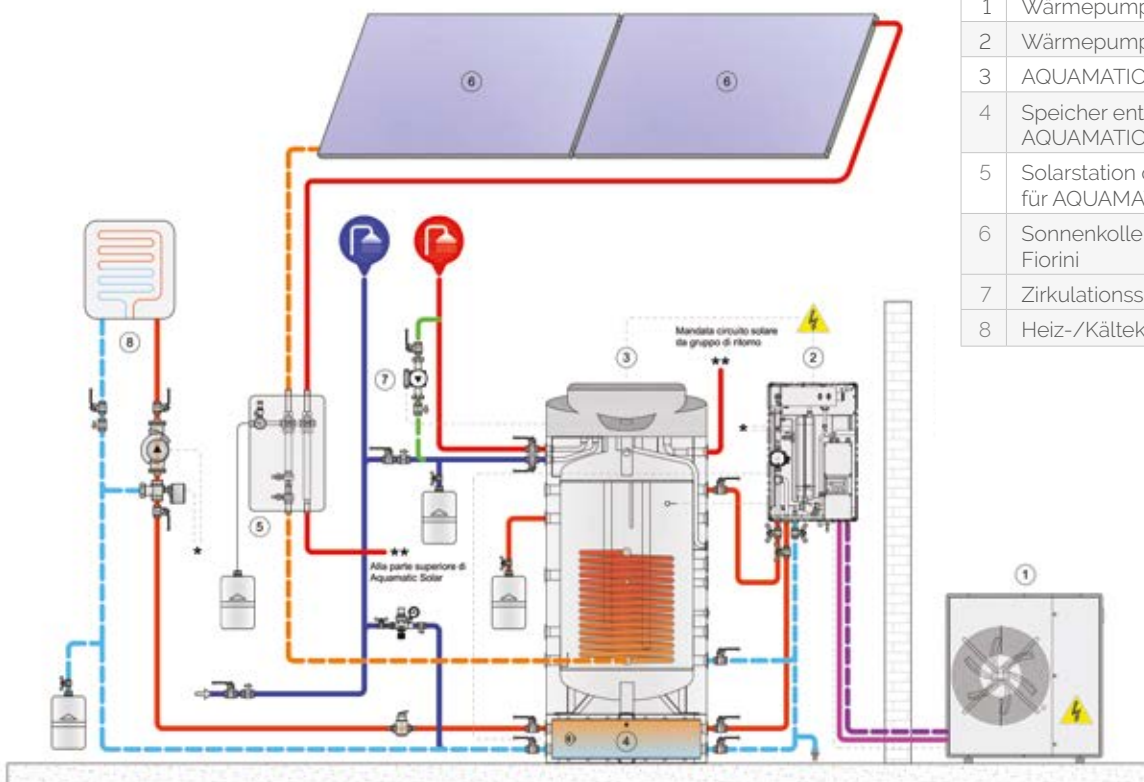 1 Wärmepump
2 Wärmepump
3 AQUAMATIC
4 Speicher ent
AQUAMATIC
5 Solarstation
für AQUAMA
6 Sonnenkolle
Fiorini
7 Zirkulationss
8 Heiz-/Kältek
6
6
8
7
3
Mandata circuito solare
da gruppo di ritorno
**
2
*
5
*
**
Alla parte superiore di
Aquamatic Solar
1
4